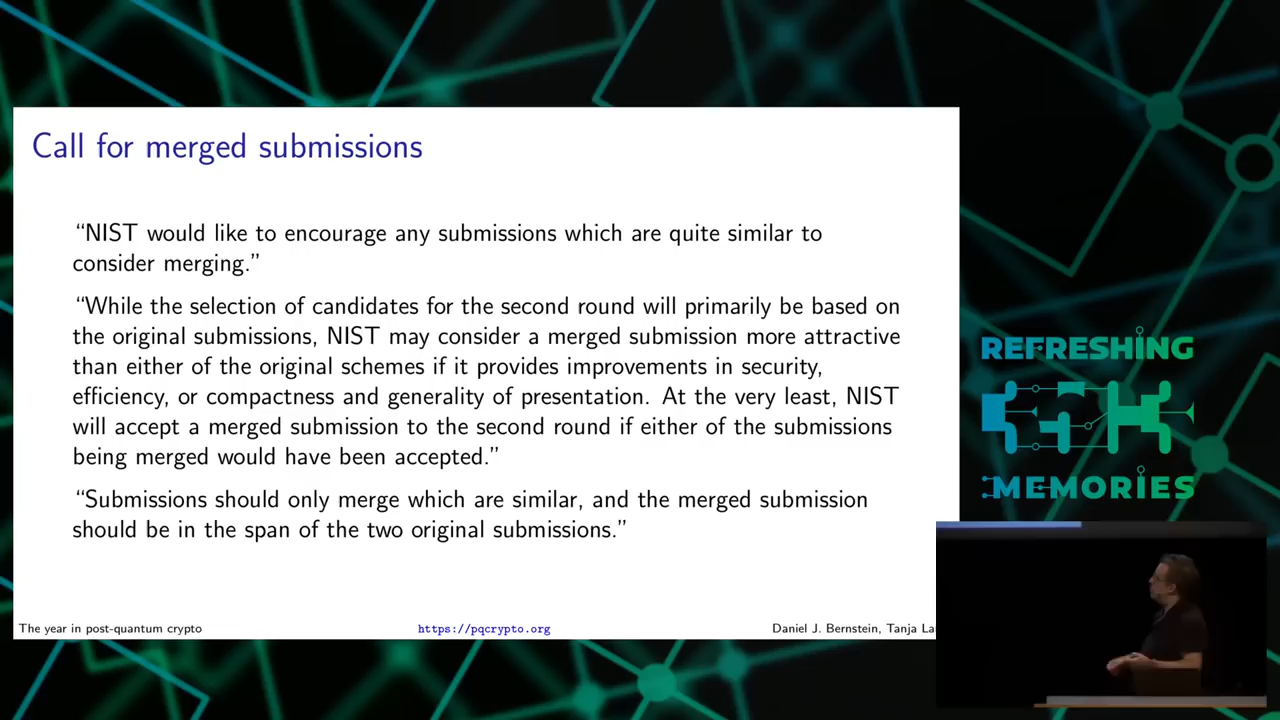 Call for merged submissions
“NIST would like to encourage any submissions which are quite similar to
consider merging.”
“While the selection of candidates for the second round will primarily be based on
the original submissions, NIST may consider a merged submission more attractive
than either of the original schemes if it provides improvements in security,
efficiency, or compactness and generality of presentation. At the very least, NIST
will accept a merged submission to the second round if either of the submissions
being merged would have been accepted.”
“Submissions should only merge which are similar, and the merged submission
should be in the span of the two original submissions.”
The year in post-quantum crypto
https://pqcrypto.org
Daniel J. Bernstein, Tanja La
REFRESHING
MEMORIES